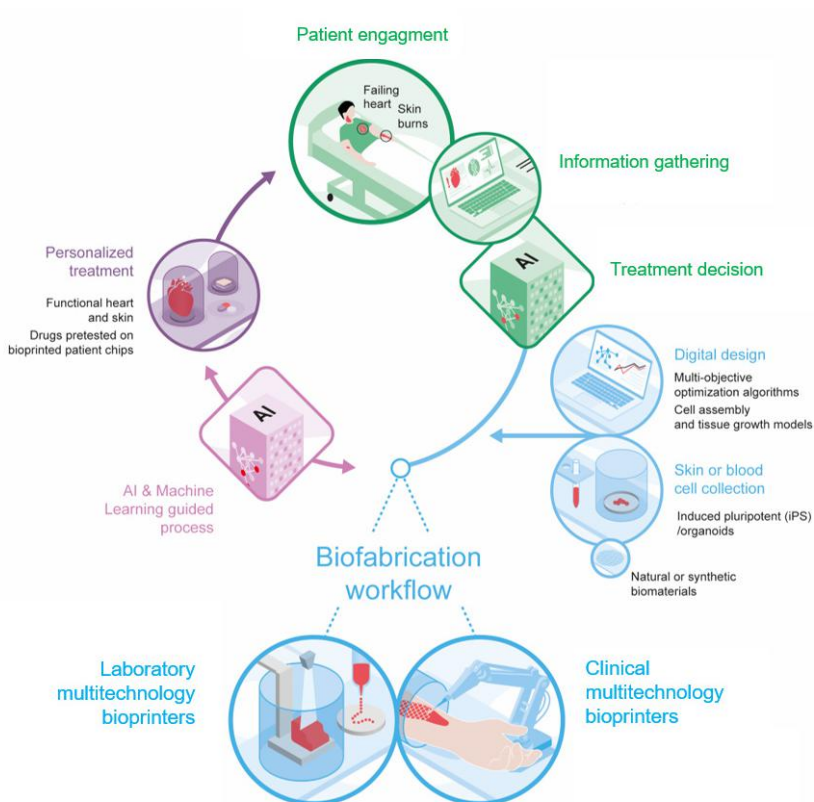 Patient engagment
Failing
heart
Skin
burns
Information gathering
AI
Treatment decision
Personalized
treatment
Functional heart
and skin
Drugs pretested on
bioprinted patient chips
Digital design
Multi-objective
optimization algorithms
Cell assembly
and tissue growth models
AI
AI & Machine
Learning guided
process
Skin or blood
cell collection
Induced pluripotent (iPS)
/organoids
Natural or synthetic
biomaterials
Biofabrication
workflow
Laboratory
multitechnology
bioprinters
Clinical
multitechnology
bioprinters